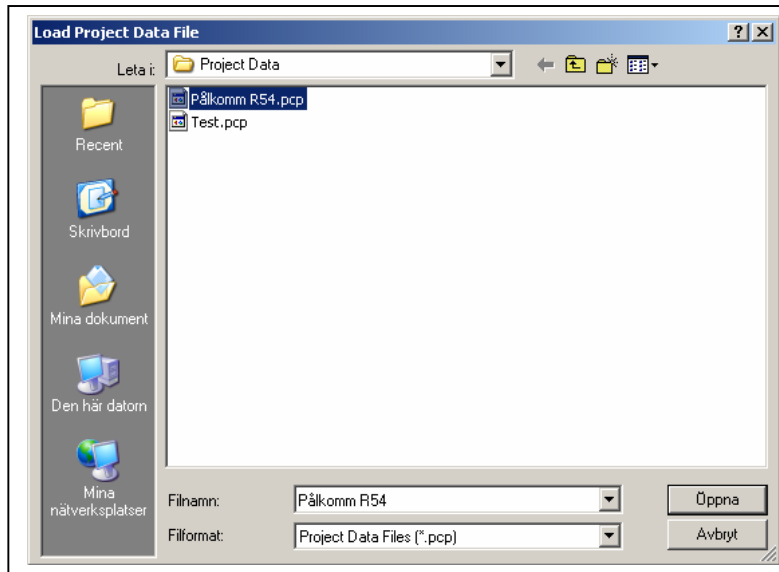 Load Project Data File
Leta i:
Project Data
Pålkomm R54.pcp
Test.pcp
Recent
Skrivbord
Mina dokument
Den här datorn
Mina
nätverksplatser
Filnamn:
Pålkomm R54
Öppna
Filformat:
Project Data Files (*.pcp)
Avbryt